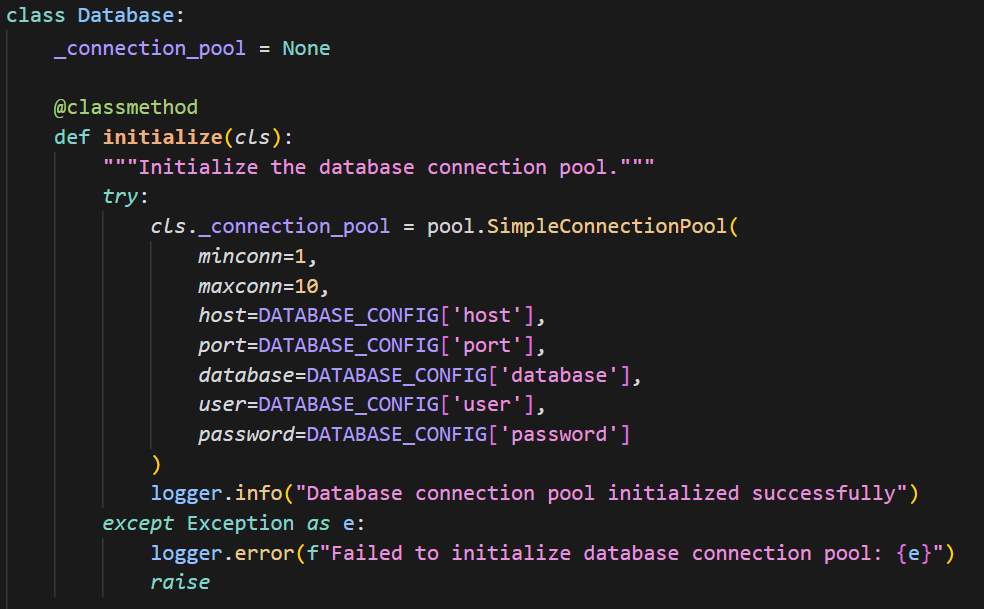 class Database:
    _connection_pool = None

    @classmethod
    def initialize(cls):
        """Initialize the database connection pool."""
        try:
            cls._connection_pool = pool.SimpleConnectionPool(
                minconn=1,
                maxconn=10,
                host=DATABASE_CONFIG['host'],
                port=DATABASE_CONFIG['port'],
                database=DATABASE_CONFIG['database'],
                user=DATABASE_CONFIG['user'],
                password=DATABASE_CONFIG['password']
            )
            logger.info("Database connection pool initialized successfully")
        except Exception as e:
            logger.error(f"Failed to initialize database connection pool: {e}")
            raise